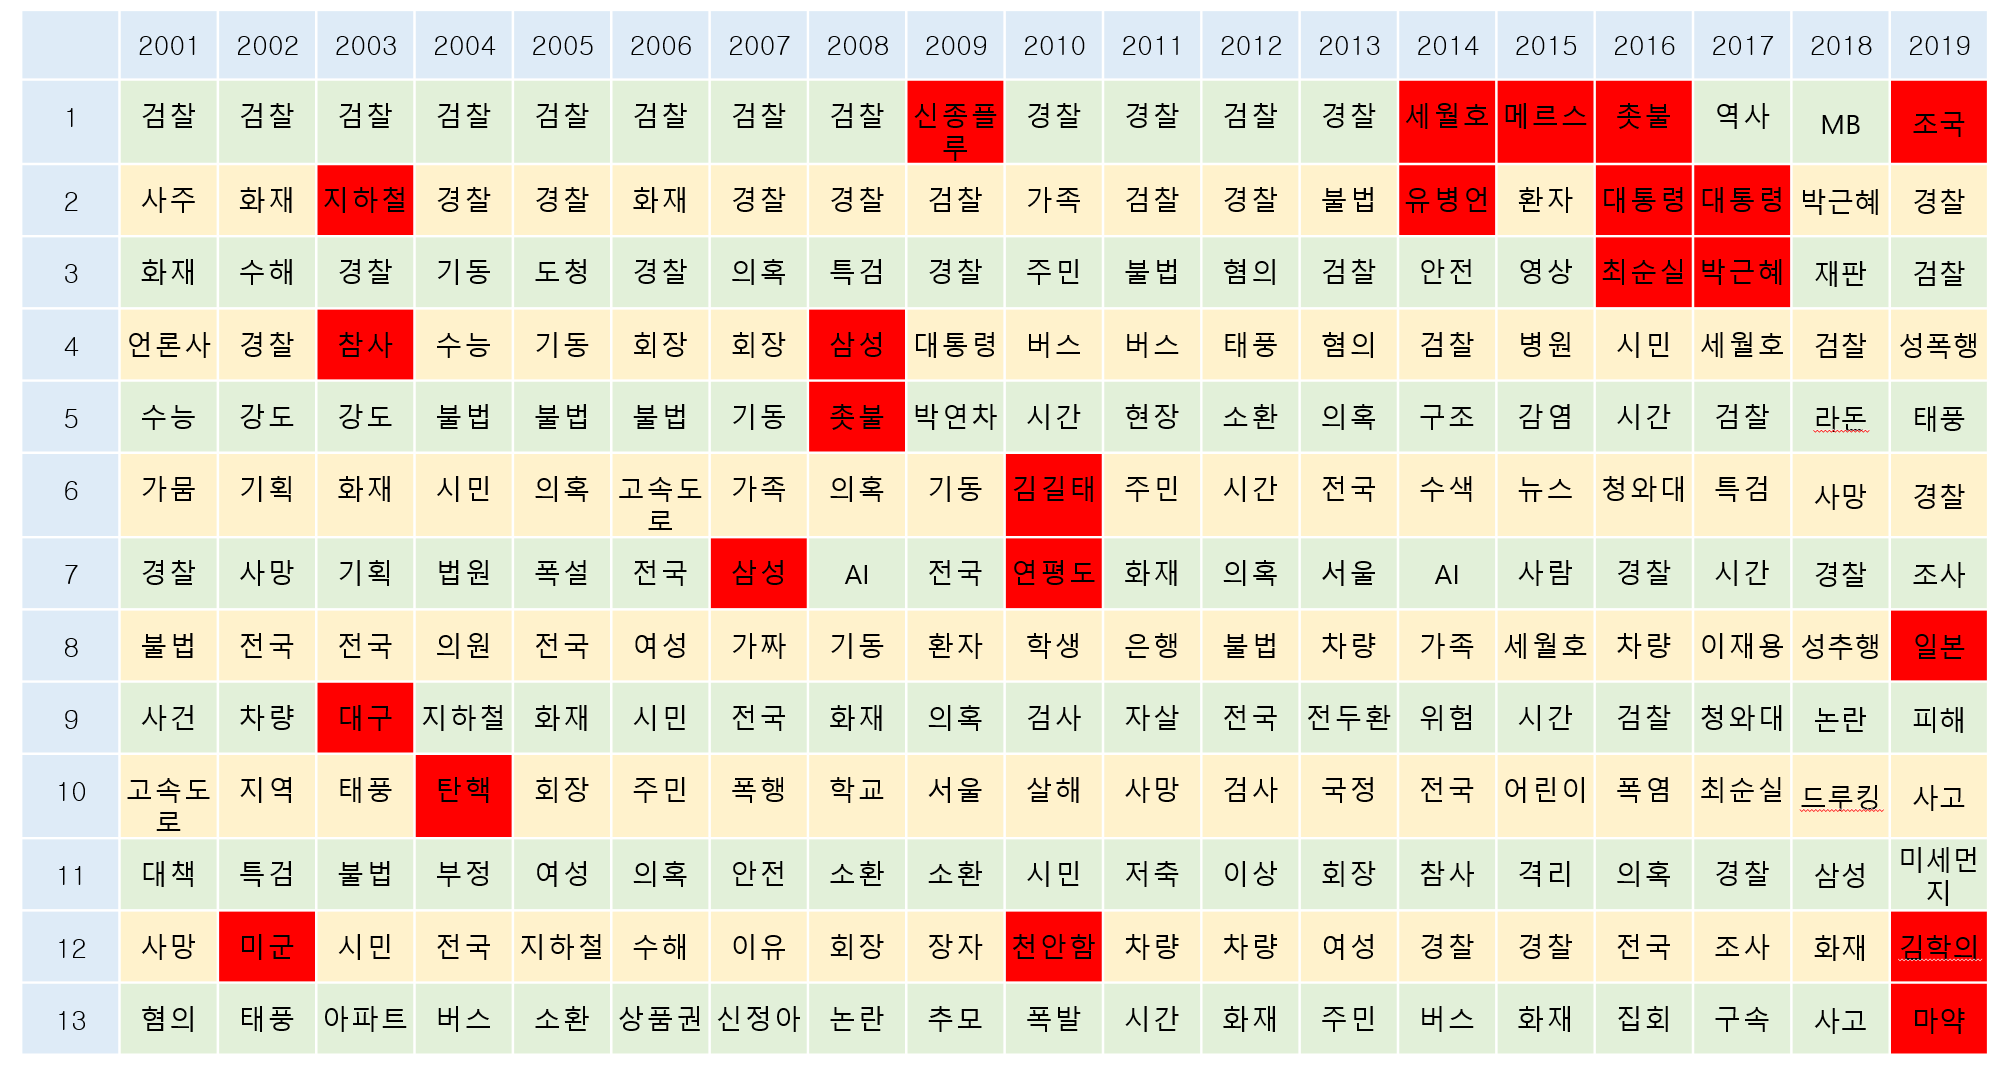 2001 2002 2003 2004 2005 2006 2007 2008 2009 2010 2011 2012 2013 2014 2015 2016 2017 2018 2019
1 검찰 검찰 검찰 검찰 검찰 검찰 검찰 검찰 신종플루 경찰 경찰 검찰 경찰 세월호 메르스 촛불 역사 MB 조국
2 사주 화재 지하철 경찰 경찰 화재 경찰 경찰 검찰 가족 검찰 경찰 불법 유병언 환자 대통령 대통령 박근혜 경찰
3 화재 수해 경찰 기동 도청 경찰 의혹 특검 경찰 주민 불법 혐의 검찰 안전 영상 최순실 박근혜 재판 검찰
4 언론사 경찰 참사 수능 기동 회장 회장 삼성 대통령 버스 버스 태풍 혐의 검찰 병원 시민 세월호 검찰 성폭행
5 수능 강도 강도 불법 불법 불법 기동 촛불 박연차 시간 현장 소환 의혹 구조 감염 시간 검찰 라돈 태풍
6 가뭄 기획 화재 시민 의혹 고속도로 가족 의혹 기동 김길태 주민 시간 전국 수색 뉴스 청와대 특검 사망 경찰
7 경찰 사망 기획 법원 폭설 전국 삼성 AI 전국 연평도 화재 의혹 서울 AI 사람 경찰 시간 경찰 조사
8 불법 전국 전국 의원 전국 여성 가짜 기동 환자 학생 은행 불법 차량 가족 세월호 차량 이재용 성추행 일본
9 사건 차량 대구 지하철 화재 시민 전국 화재 의혹 검사 자살 전국 전두환 위험 시간 검찰 청와대 논란 피해
10 고속도로 지역 태풍 탄핵 회장 주민 폭행 학교 서울 살해 사망 검사 국정 전국 어린이 폭염 최순실 드루킹 사고
11 대책 특검 불법 부정 여성 의혹 안전 소환 소환 시민 저축 이상 회장 참사 격리 의혹 경찰 삼성 미세먼지
12 사망 미군 시민 전국 지하철 수해 이유 회장 장자 천안함 차량 차량 여성 경찰 경찰 전국 조사 화재 김학의
13 혐의 태풍 아파트 버스 소환 상품권 신정아 논란 추모 폭발 시간 화재 주민 버스 화재 집회 구속 사고 마약